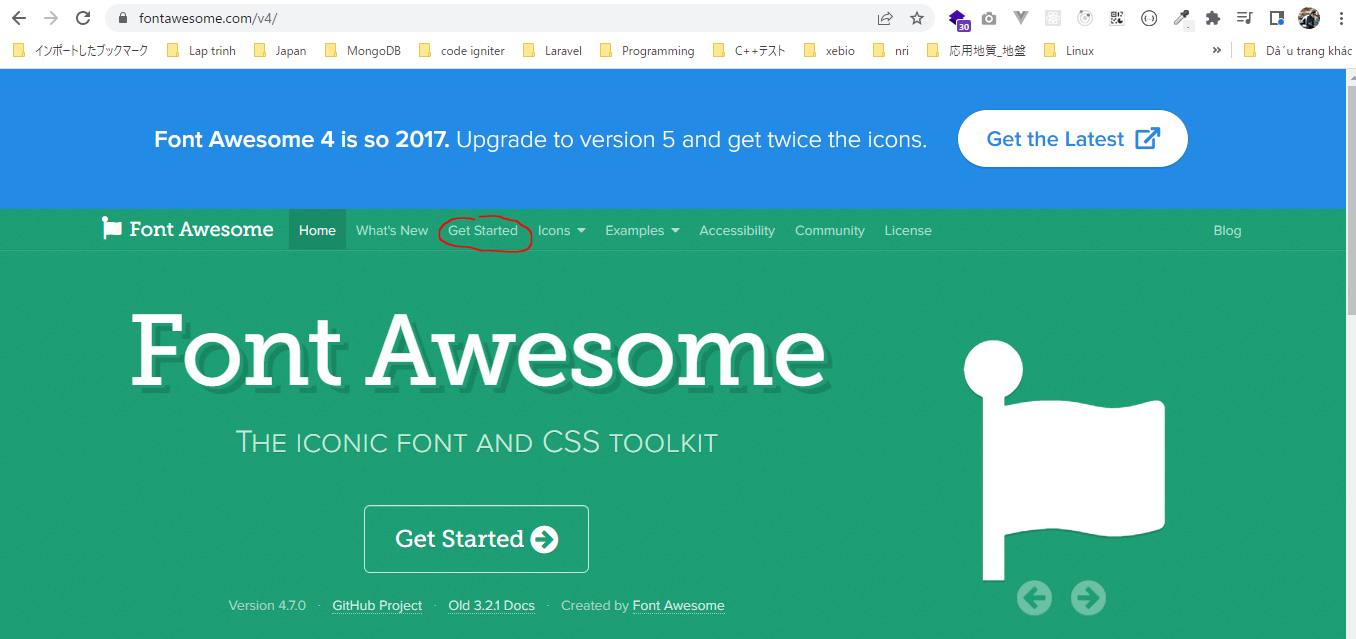 fontawesome.com/v4/
30
インポートしたブックマーク Lap trinh Japan MongoDB code igniter Laravel Programming C++テスト xebio nri 応用地質_地盤 Linux » Dấu trang khác
Font Awesome 4 is so 2017. Upgrade to version 5 and get twice the icons. Get the Latest
Font Awesome Home What's New Get Started Icons Examples Accessibility Community License Blog
Font Awesome
The iconic font and CSS toolkit
Get Started
Version 4.7.0 · GitHub Project · Old 3.2.1 Docs · Created by Font Awesome